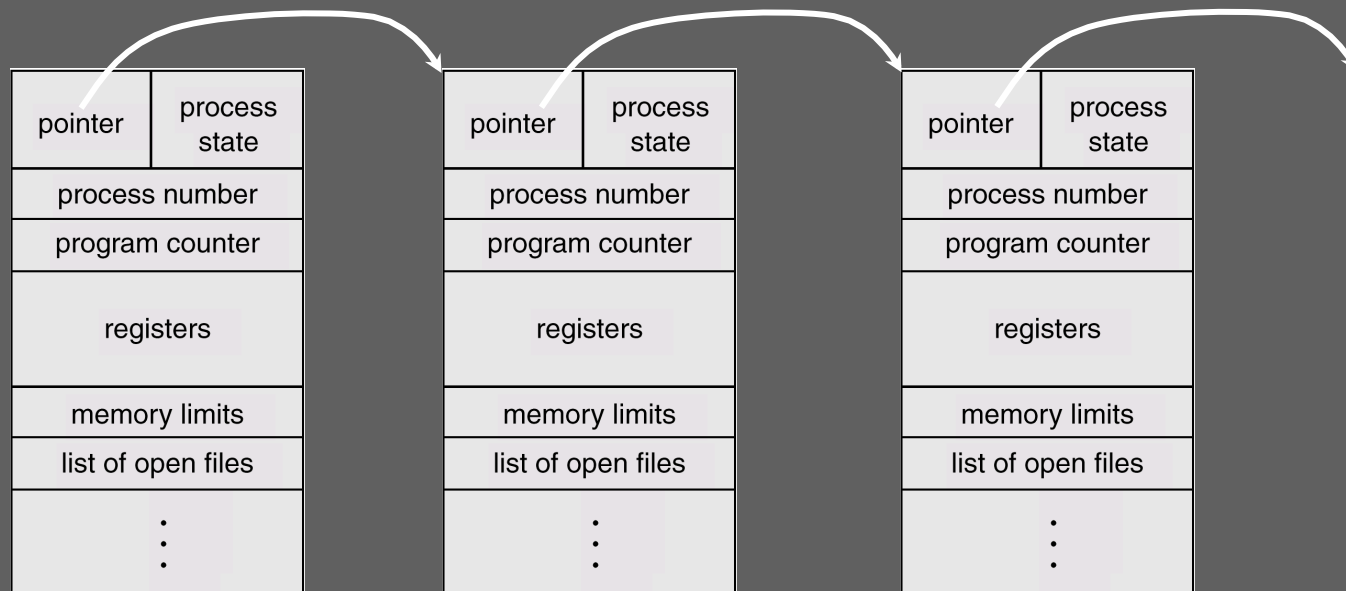 pointer
process
state
process number
program counter
registers
memory limits
list of open files
pointer
process
state
process number
program counter
registers
memory limits
list of open files
pointer
process
state
process number
program counter
registers
memory limits
list of open files